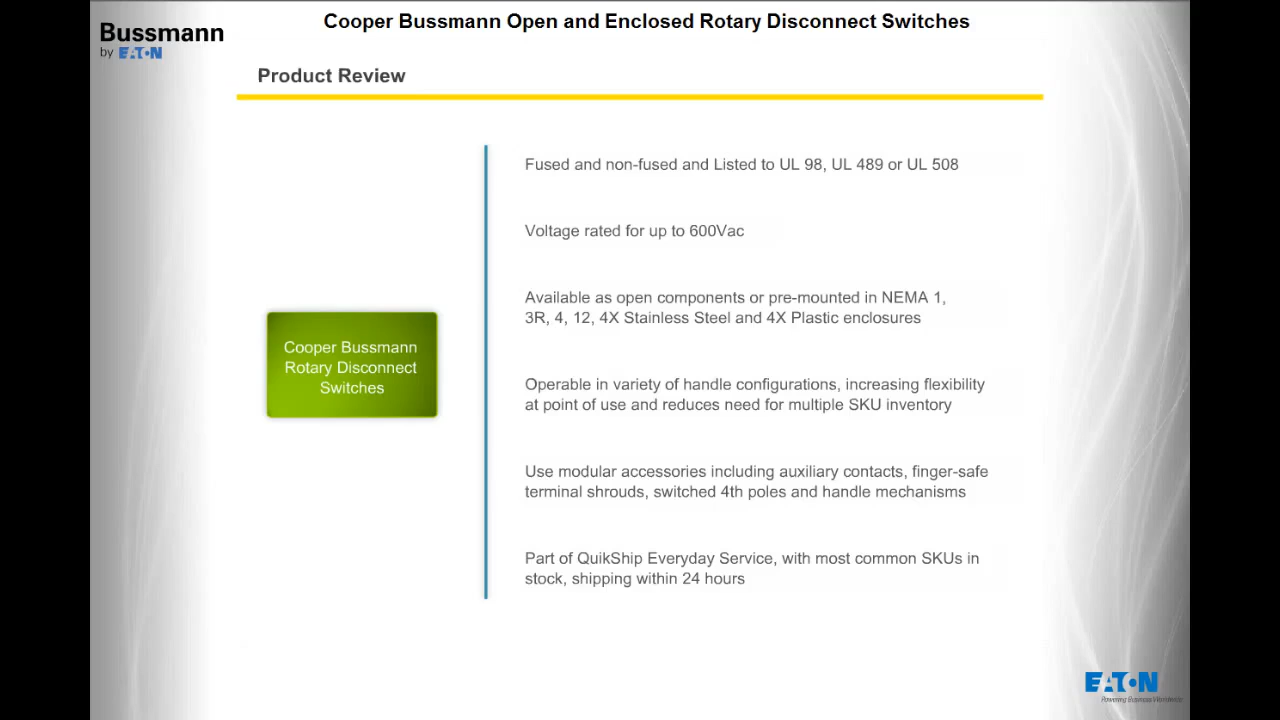 Cooper Bussmann Open and Enclosed Rotary Disconnect Switches
Bussmann
by EATON
Product Review
Fused and non-fused and Listed to UL 98, UL 489 or UL 508
Voltage rated for up to 600Vac
Available as open components or pre-mounted in NEMA 1,
3R, 4, 12, 4X Stainless Steel and 4X Plastic enclosures
Cooper Bussmann
Rotary Disconnect
Switches
Operable in variety of handle configurations, increasing flexibility
at point of use and reduces need for multiple SKU inventory
Use modular accessories including auxiliary contacts, finger-safe
terminal shrouds, switched 4th poles and handle mechanisms
Part of QuikShip Everyday Service, with most common SKUs in
stock, shipping within 24 hours
EATON
Powering Business Worldwide